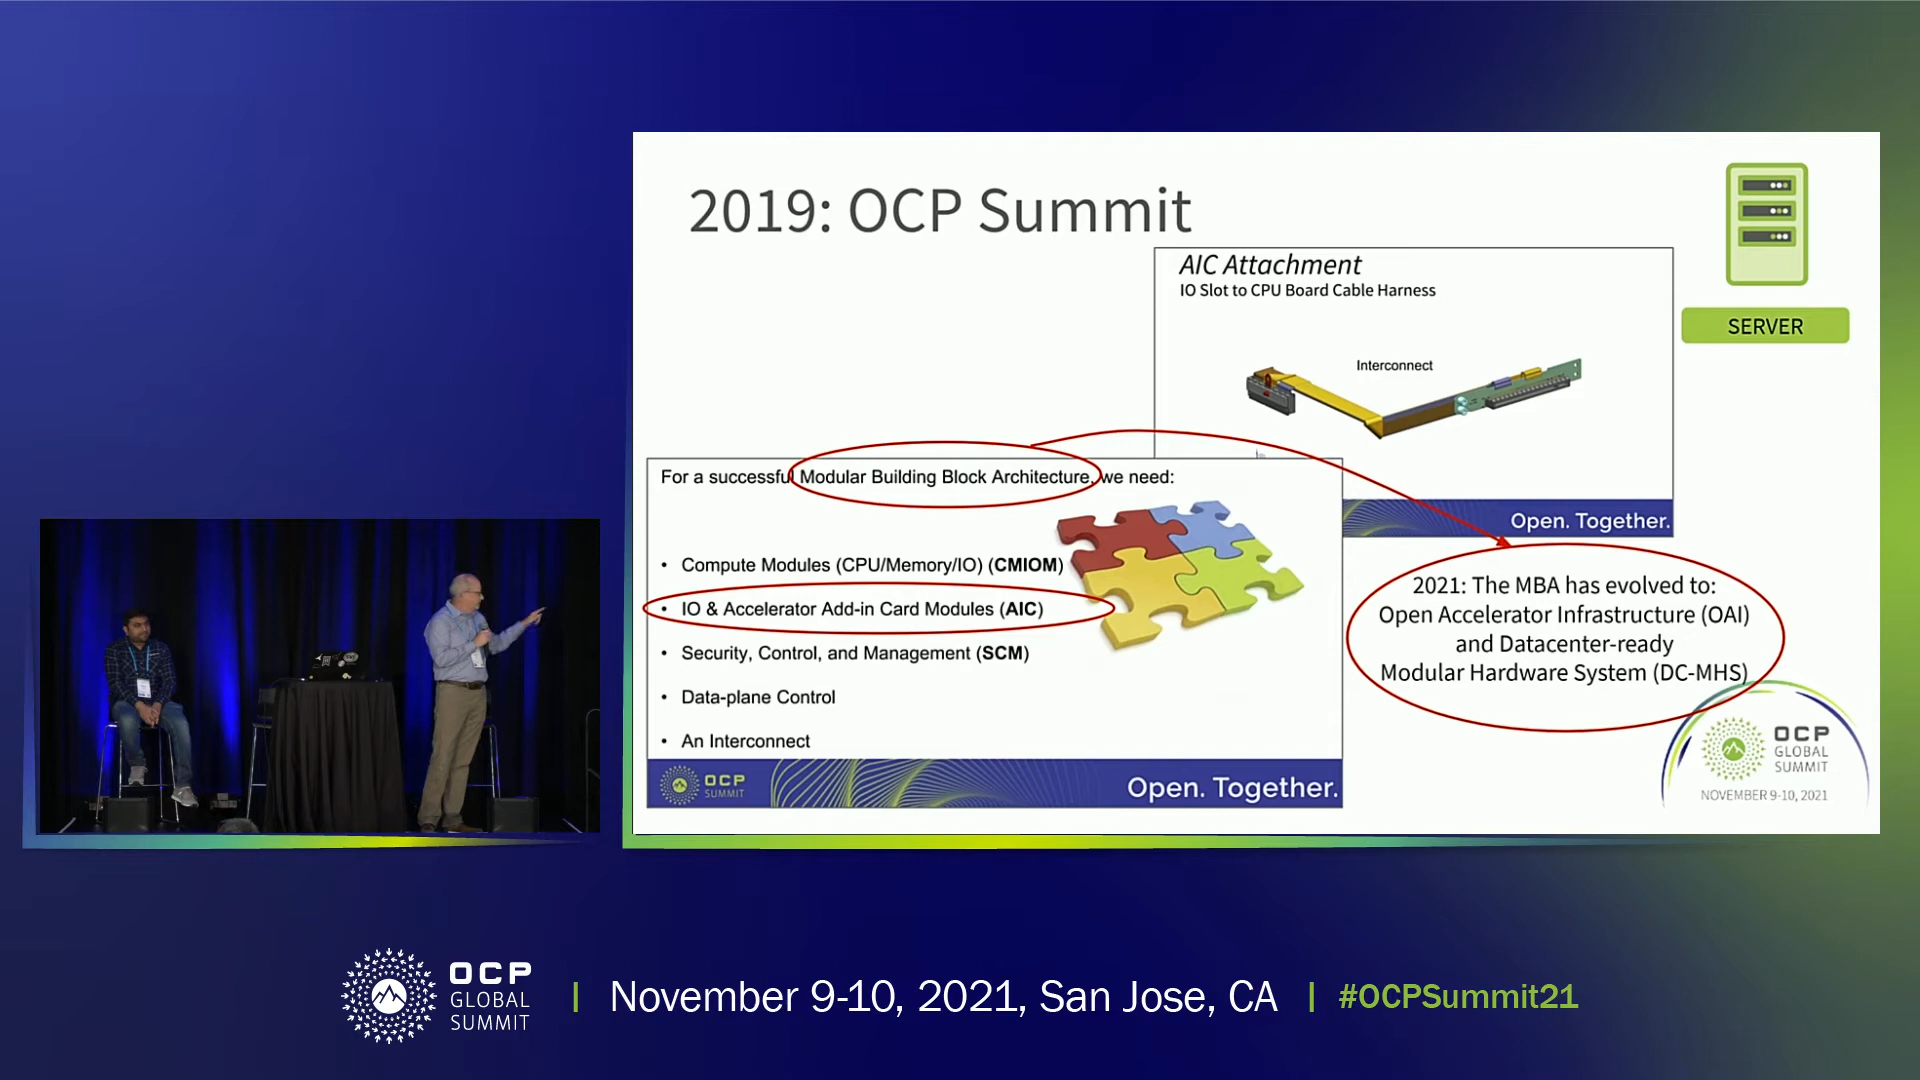 2019: OCP Summit
AIC Attachment
IO Slot to CPU Board Cable Harness
Interconnect
SERVER
Open. Together.
For a successful Modular Building Block Architecture, we need:
• Compute Modules (CPU/Memory/IO) (CMIOM)
• IO & Accelerator Add-in Card Modules (AIC)
• Security, Control, and Management (SCM)
• Data-plane Control
• An Interconnect
OCP
SUMMIT
Open. Together.
2021: The MBA has evolved to:
Open Accelerator Infrastructure (OAI)
and Datacenter-ready
Modular Hardware System (DC-MHS)
OCP
GLOBAL
SUMMIT
NOVEMBER 9-10, 2021
OCP
GLOBAL
SUMMIT
November 9-10, 2021, San Jose, CA
#OCPSummit21